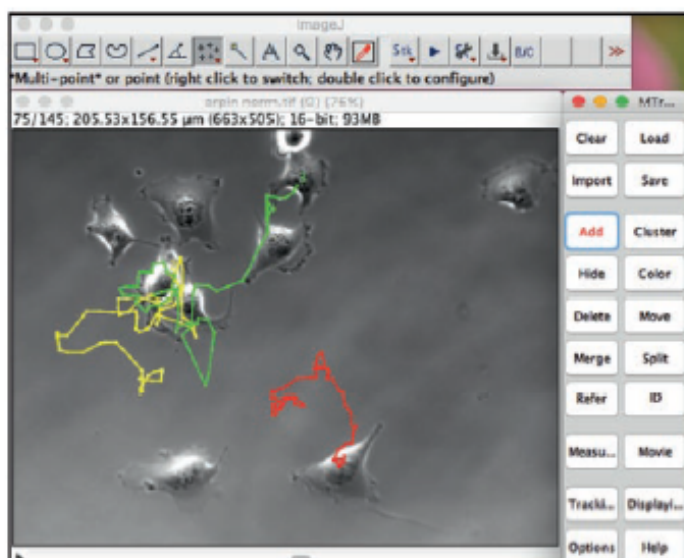 ImageJ
Stk
B/C
*Multi-point* or point (right click to switch; double click to configure)
arpin norm.tif (G) (76%)
75/145; 205.53x156.55 µm (663x505); 16-bit; 93MB
MTr...
Clear Load
Import Save
Add Cluster
Hide Color
Delete Move
Merge Split
Refer ID
Measu... Movie
Tracki... Displayi...
Options Help